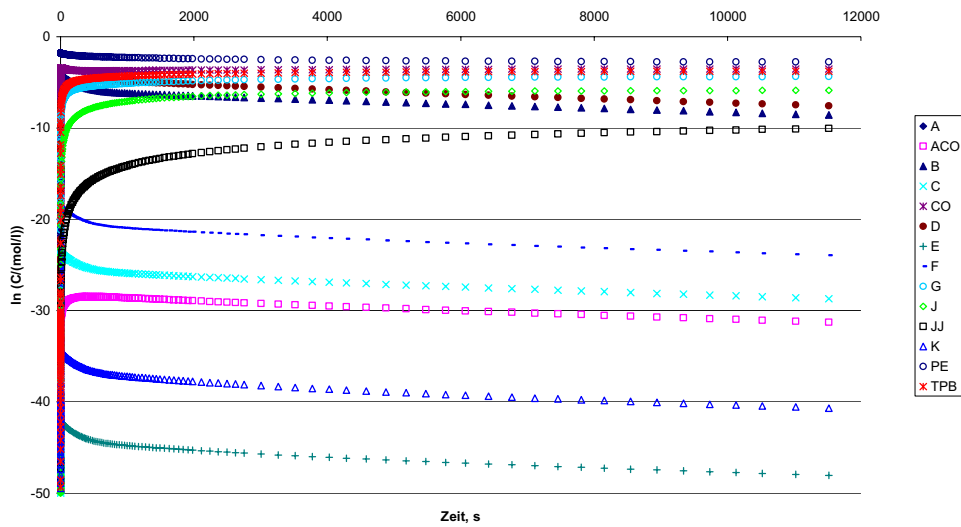 0 2000 4000 6000 8000 10000 12000
0
-10
-20
-30
-40
-50
ln (C/(mol/l))
Zeit, s
A
ACO
B
C
CO
D
E
F
G
J
JJ
K
PE
TPB